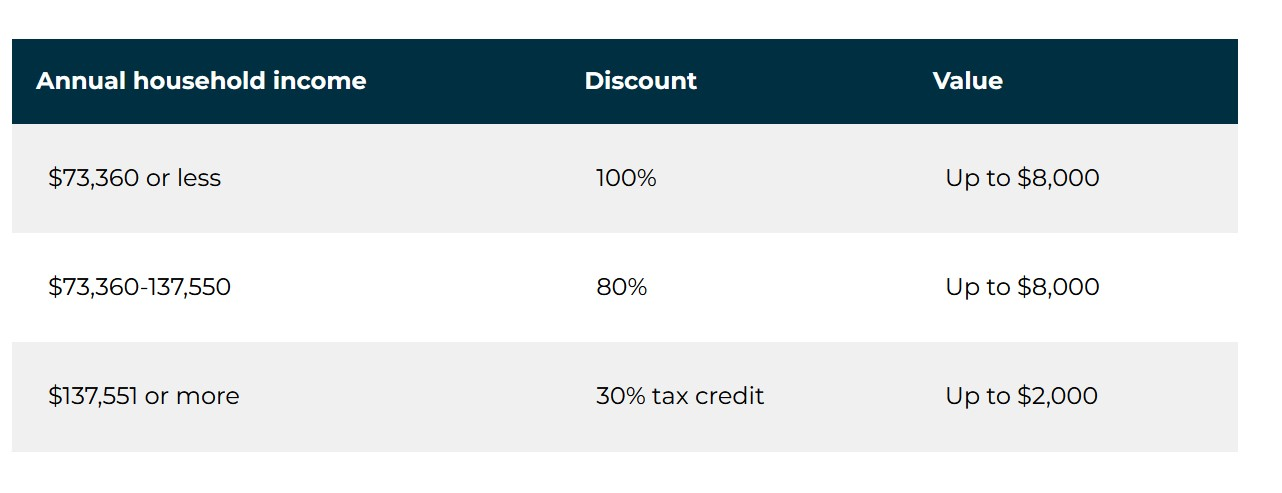 Annual household income Discount Value
$73,360 or less 100% Up to $8,000
$73,360-137,550 80% Up to $8,000
$137,551 or more 30% tax credit Up to $2,000